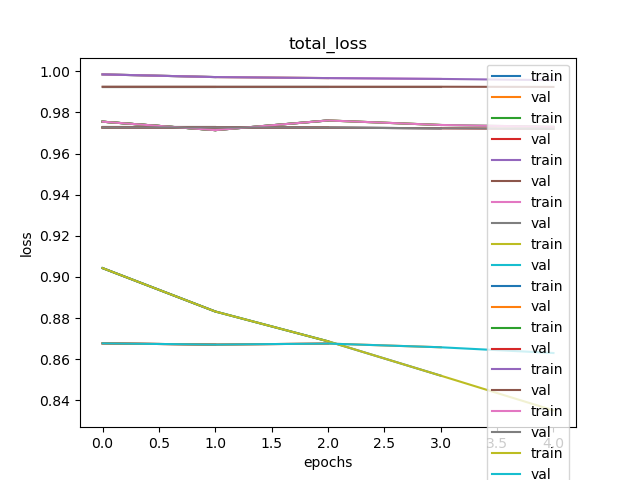 total_loss
1.00
0.98
0.96
0.94
0.92
0.90
0.88
0.86
0.84
loss
0.0 0.5 1.0 1.5 2.0 2.5 3.0 3.5 4.0
epochs
train
val
train
val
train
val
train
val
train
val
train
val
train
val
train
val
train
val
train
val